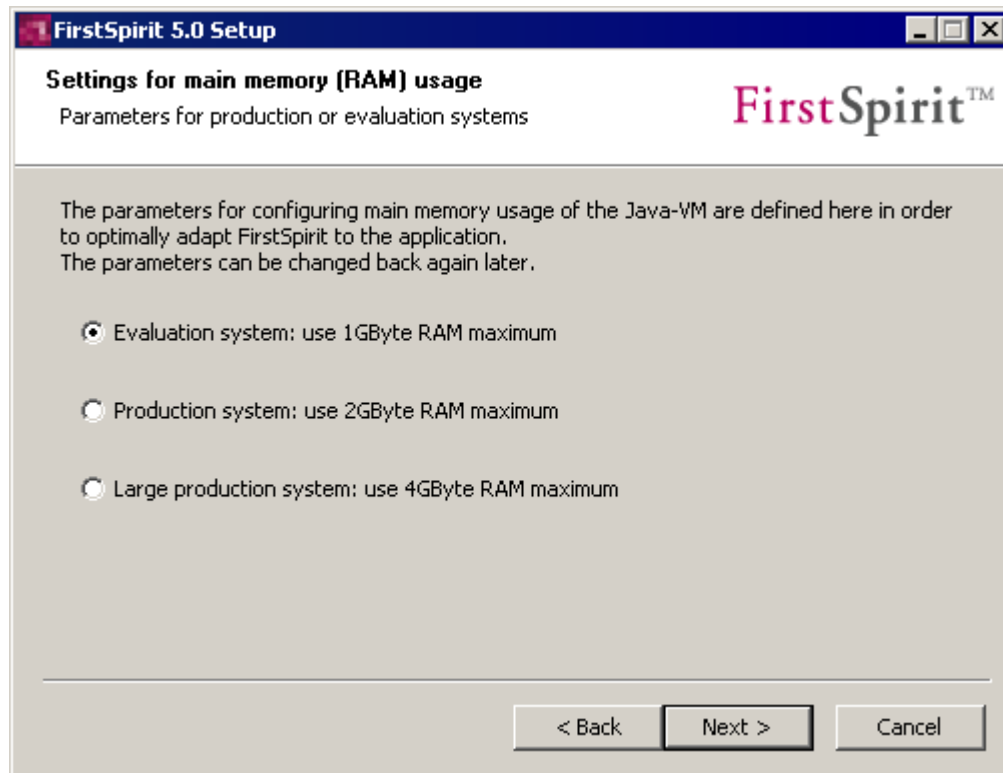 FirstSpirit 5.0 Setup
Settings for main memory (RAM) usage
Parameters for production or evaluation systems
FirstSpirit™
The parameters for configuring main memory usage of the Java-VM are defined here in order
to optimally adapt FirstSpirit to the application.
The parameters can be changed back again later.
Evaluation system: use 1GByte RAM maximum
Production system: use 2GByte RAM maximum
Large production system: use 4GByte RAM maximum
< Back Next > Cancel